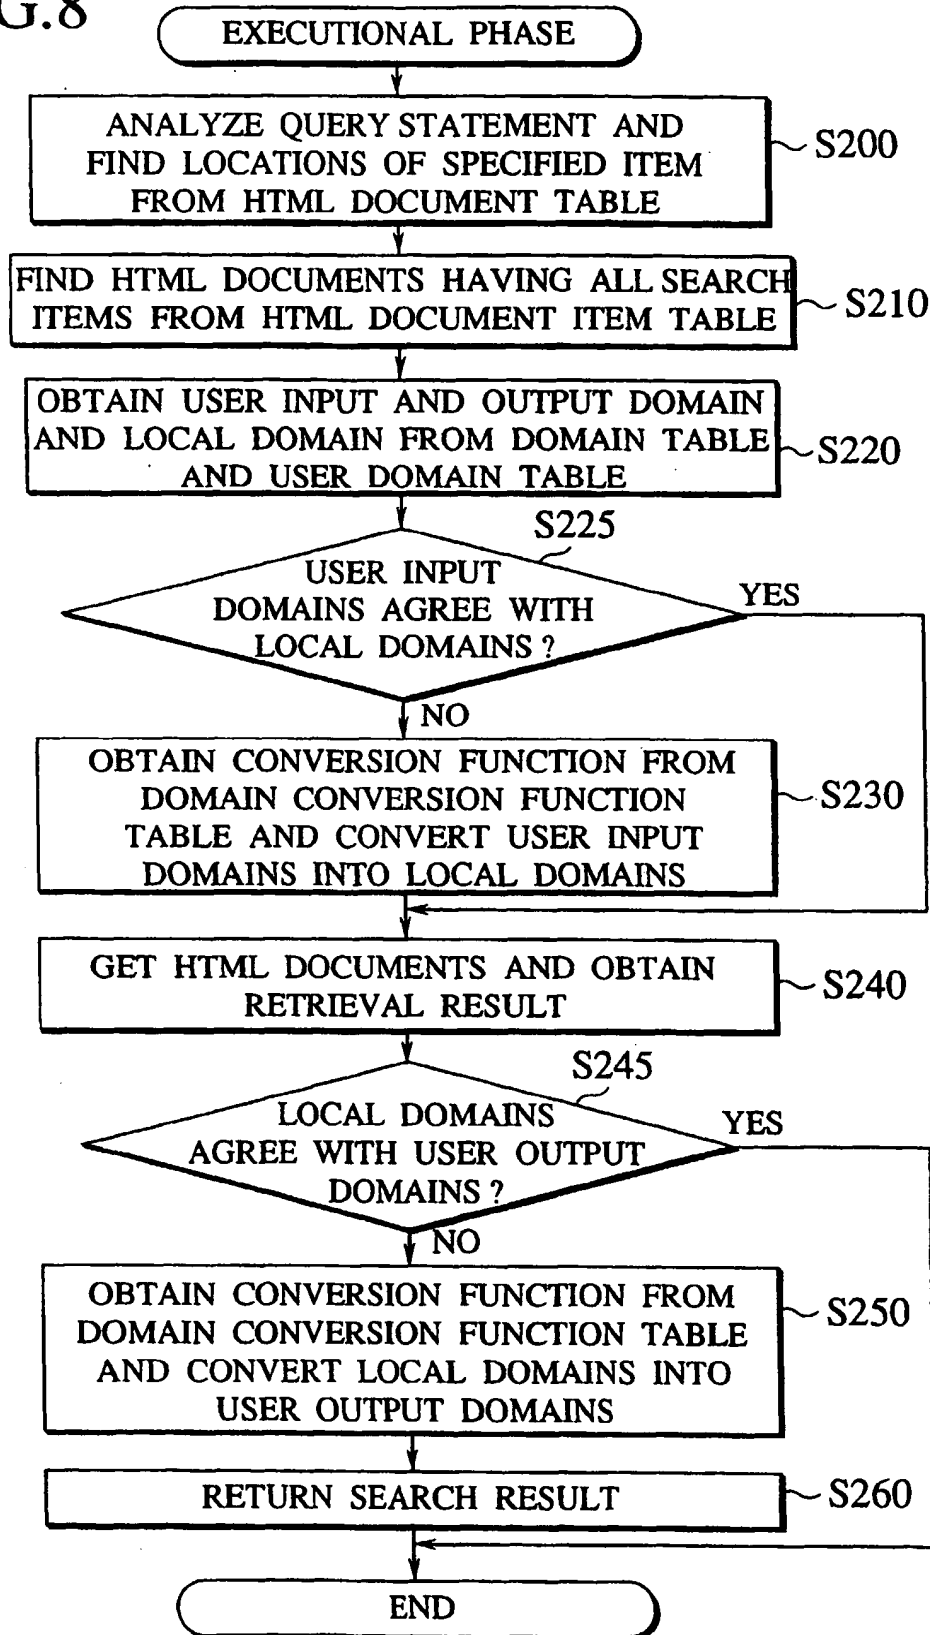 G.8
EXECUTIONAL PHASE
ANALYZE QUERY STATEMENT AND
FIND LOCATIONS OF SPECIFIED ITEM
FROM HTML DOCUMENT TABLE
S200
FIND HTML DOCUMENTS HAVING ALL SEARCH
ITEMS FROM HTML DOCUMENT ITEM TABLE
S210
OBTAIN USER INPUT AND OUTPUT DOMAIN
AND LOCAL DOMAIN FROM DOMAIN TABLE
AND USER DOMAIN TABLE
S220
S225
USER INPUT
DOMAINS AGREE WITH
LOCAL DOMAINS ?
YES
NO
OBTAIN CONVERSION FUNCTION FROM
DOMAIN CONVERSION FUNCTION
TABLE AND CONVERT USER INPUT
DOMAINS INTO LOCAL DOMAINS
S230
GET HTML DOCUMENTS AND OBTAIN
RETRIEVAL RESULT
S240
S245
LOCAL DOMAINS
AGREE WITH USER OUTPUT
DOMAINS ?
YES
NO
OBTAIN CONVERSION FUNCTION FROM
DOMAIN CONVERSION FUNCTION TABLE
AND CONVERT LOCAL DOMAINS INTO
USER OUTPUT DOMAINS
S250
RETURN SEARCH RESULT
S260
END